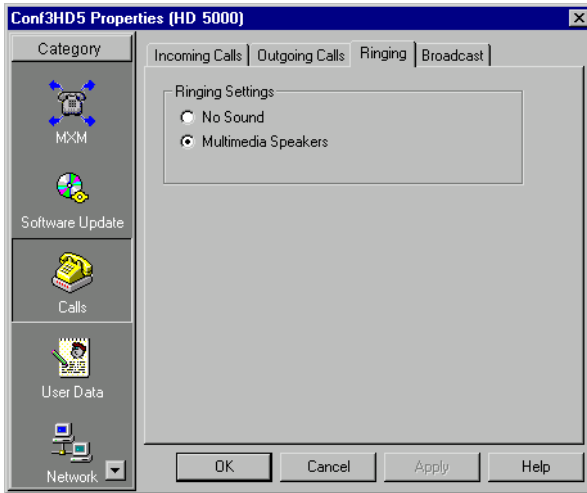 Conf3HD5 Properties (HD 5000)
Category
MXM
Software Update
Calls
User Data
Network
Incoming Calls
Outgoing Calls
Ringing
Broadcast
Ringing Settings
No Sound
Multimedia Speakers
OK
Cancel
Apply
Help